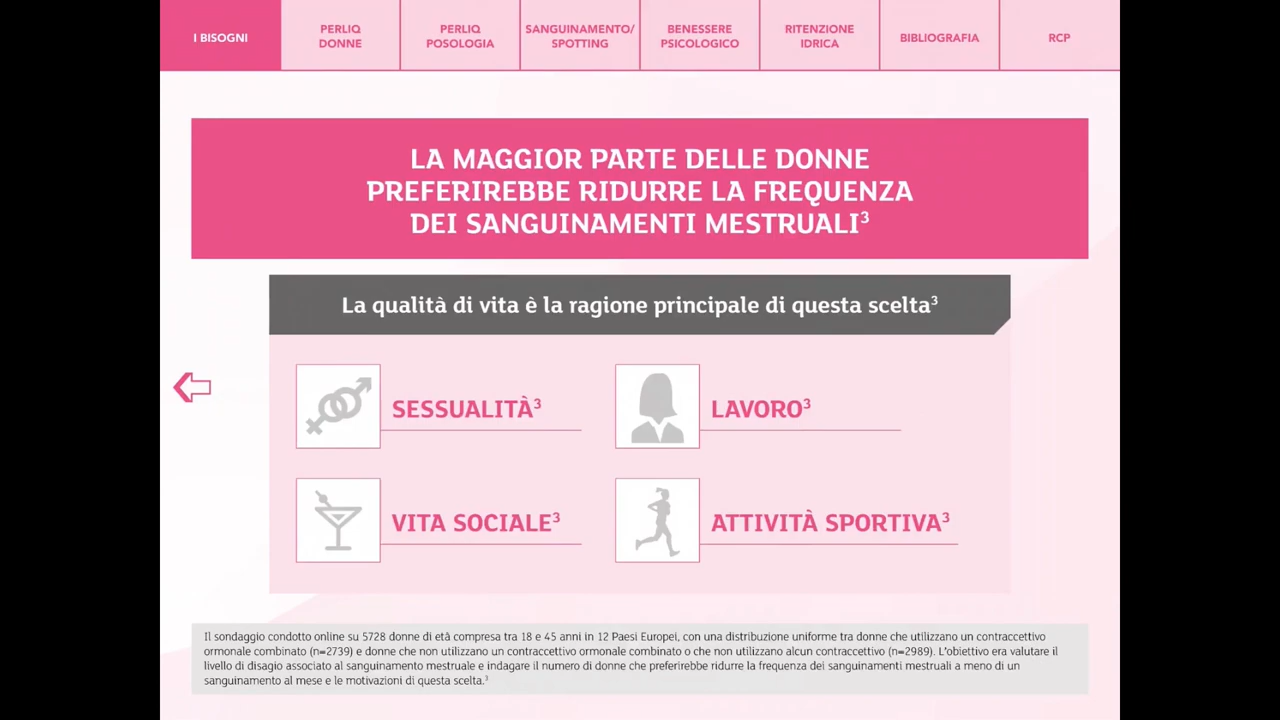 I BISOGNI
PERLIQ
DONNE
PERLIQ
POSOLOGIA
SANGUINAMENTO/
SPOTTING
BENESSERE
PSICOLOGICO
RITENZIONE
IDRICA
BIBLIOGRAFIA
RCP
LA MAGGIOR PARTE DELLE DONNE
PREFERIREBBE RIDURRE LA FREQUENZA
DEI SANGUINAMENTI MESTRUALI³
La qualità di vita è la ragione principale di questa scelta³
SESSUALITÀ³
LAVORO³
VITA SOCIALE³
ATTIVITÀ SPORTIVA³
Il sondaggio condotto online su 5728 donne di età compresa tra 18 e 45 anni in 12 Paesi Europei, con una distribuzione uniforme tra donne che utilizzano un contraccettivo
ormonale combinato (n=2739) e donne che non utilizzano un contraccettivo ormonale combinato o che non utilizzano alcun contraccettivo (n=2989). L'obiettivo era valutare il
livello di disagio associato al sanguinamento mestruale e indagare il numero di donne che preferirebbe ridurre la frequenza dei sanguinamenti mestruali a meno di un
sanguinamento al mese e le motivazioni di questa scelta.³